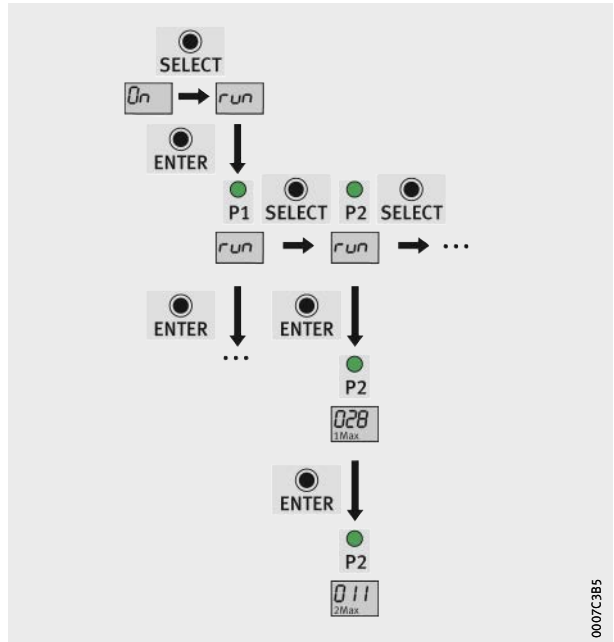 SELECT
On run
ENTER
P1 SELECT P2 SELECT
run run ...
ENTER ENTER
...
P2
028
1Max
ENTER
P2
011
2Max
0007C3B5